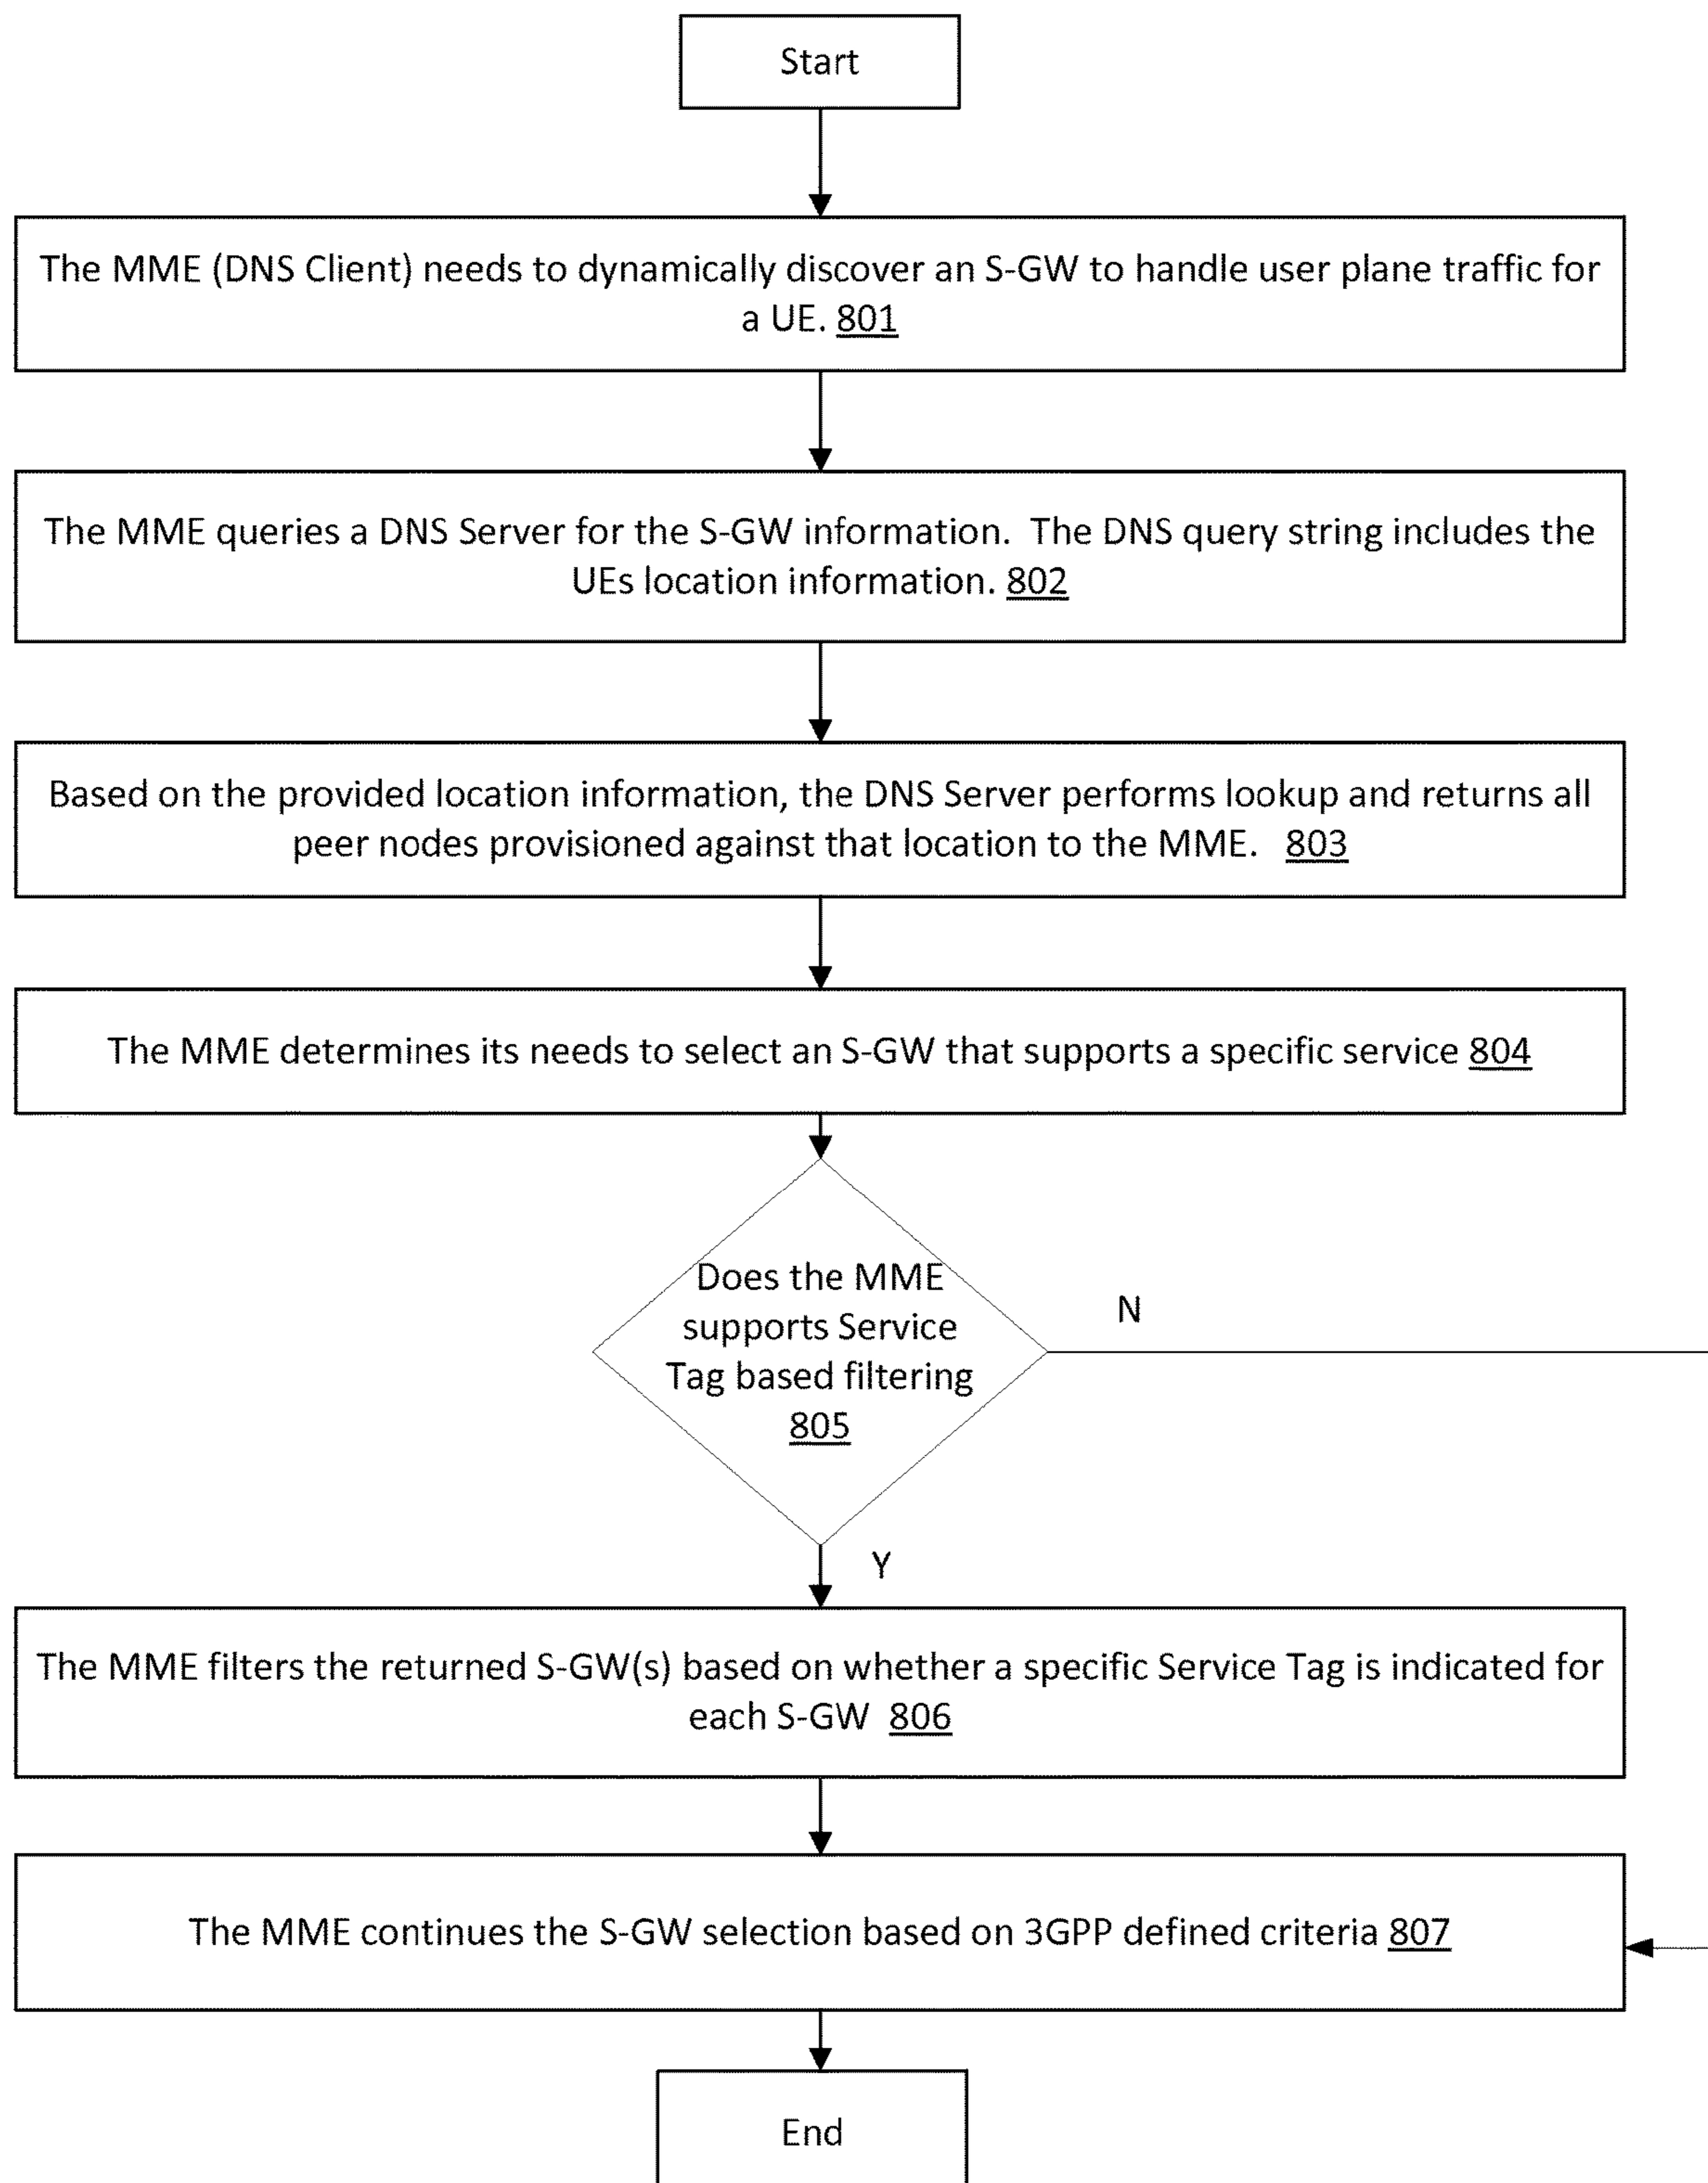 Start
The MME (DNS Client) needs to dynamically discover an S-GW to handle user plane traffic for
a UE. 801
The MME queries a DNS Server for the S-GW information.  The DNS query string includes the
UEs location information. 802
Based on the provided location information, the DNS Server performs lookup and returns all
peer nodes provisioned against that location to the MME.   803
The MME determines its needs to select an S-GW that supports a specific service 804
Does the MME
supports Service
Tag based filtering
805
N
Y
The MME filters the returned S-GW(s) based on whether a specific Service Tag is indicated for
each S-GW  806
The MME continues the S-GW selection based on 3GPP defined criteria 807
End